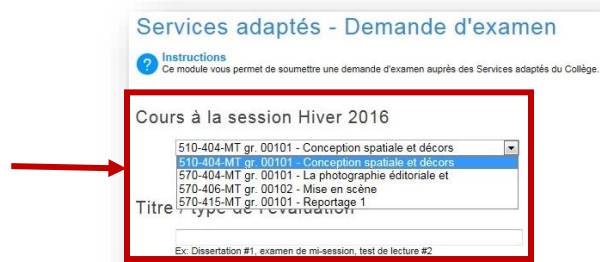 Services adaptés - Demande d'examen
? Instructions
Ce module vous permet de soumettre une demande d'examen auprès des Services adaptés du Collège.
Cours à la session Hiver 2016
510-404-MT gr. 00101 - Conception spatiale et décors
510-404-MT gr. 00101 - Conception spatiale et décors
570-404-MT gr. 00101 - La photographie éditoriale et
570-406-MT gr. 00102 - Mise en scène
570-415-MT gr. 00101 - Reportage 1
Titre / type de l'évaluation
Ex: Dissertation #1, examen de mi-session, test de lecture #2